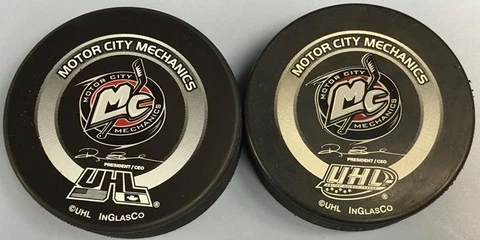 MOTOR CITY MECHANICS
MOTOR CITY
MC
MECHANICS
PRESIDENT/CEO
UHL
©UHL INGLASCO
MOTOR CITY MECHANICS
MOTOR CITY
MC
MECHANICS
PRESIDENT/CEO
UHL
©UHL INGLASCO